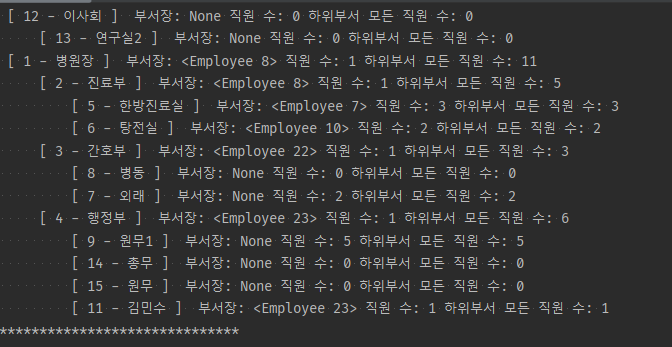 [ 12 - 이사회 ]  부서장: None 직원 수: 0 하위부서 모든 직원 수: 0
[ 13 - 연구실2 ]  부서장: None 직원 수: 0 하위부서 모든 직원 수: 0
[ 1 - 병원장 ]  부서장: <Employee 8> 직원 수: 1 하위부서 모든 직원 수: 11
[ 2 - 진료부 ]  부서장: <Employee 8> 직원 수: 1 하위부서 모든 직원 수: 5
[ 5 - 한방진료실 ]  부서장: <Employee 7> 직원 수: 3 하위부서 모든 직원 수: 3
[ 6 - 탕전실 ]  부서장: <Employee 10> 직원 수: 2 하위부서 모든 직원 수: 2
[ 3 - 간호부 ]  부서장: <Employee 22> 직원 수: 1 하위부서 모든 직원 수: 3
[ 8 - 병동 ]  부서장: None 직원 수: 0 하위부서 모든 직원 수: 0
[ 7 - 외래 ]  부서장: None 직원 수: 2 하위부서 모든 직원 수: 2
[ 4 - 행정부 ]  부서장: <Employee 23> 직원 수: 1 하위부서 모든 직원 수: 6
[ 9 - 원무1 ]  부서장: None 직원 수: 5 하위부서 모든 직원 수: 5
[ 14 - 총무 ]  부서장: None 직원 수: 0 하위부서 모든 직원 수: 0
[ 15 - 원무 ]  부서장: None 직원 수: 0 하위부서 모든 직원 수: 0
[ 11 - 김민수 ]  부서장: <Employee 23> 직원 수: 1 하위부서 모든 직원 수: 1
******************************